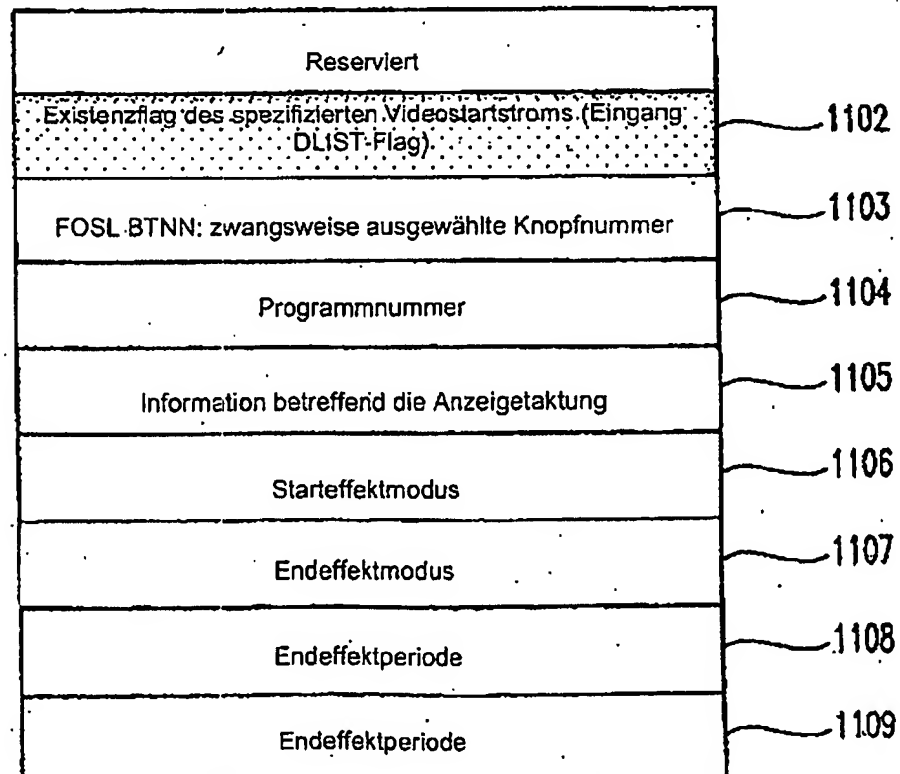 Reserviert
Existenzflag des spezifizierten Videostartstroms (Eingang
DLIST-Flag)
1102
FOSL BTNN: zwangsweise ausgewählte Knopfnummer
1103
Programmnummer
1104
Information betreffend die Anzeigetaktung
1105
Starteffektmodus
1106
Endeffektmodus
1107
Endeffektperiode
1108
Endeffektperiode
1109